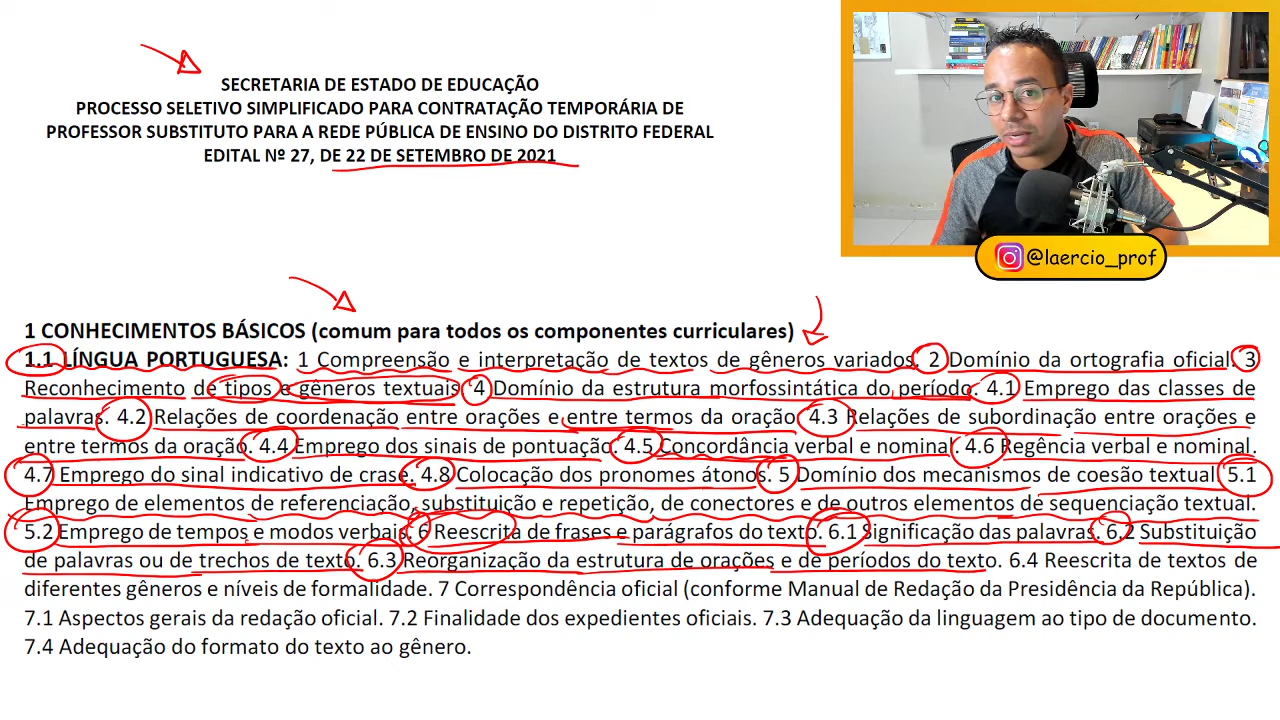 SECRETARIA DE ESTADO DE EDUCAÇÃO
PROCESSO SELETIVO SIMPLIFICADO PARA CONTRATAÇÃO TEMPORÁRIA DE
PROFESSOR SUBSTITUTO PARA A REDE PÚBLICA DE ENSINO DO DISTRITO FEDERAL
EDITAL Nº 27, DE 22 DE SETEMBRO DE 2021
@laercio_prof
1 CONHECIMENTOS BÁSICOS (comum para todos os componentes curriculares)
1.1 LÍNGUA PORTUGUESA: 1 Compreensão e interpretação de textos de gêneros variados. 2 Domínio da ortografia oficial. 3
Reconhecimento de tipos e gêneros textuais. 4 Domínio da estrutura morfossintática do período. 4.1 Emprego das classes de
palavras. 4.2 Relações de coordenação entre orações e entre termos da oração. 4.3 Relações de subordinação entre orações e
entre termos da oração. 4.4 Emprego dos sinais de pontuação. 4.5 Concordância verbal e nominal. 4.6 Regência verbal e nominal.
4.7 Emprego do sinal indicativo de crase. 4.8 Colocação dos pronomes átonos. 5 Domínio dos mecanismos de coesão textual. 5.1
Emprego de elementos de referenciação, substituição e repetição, de conectores e de outros elementos de sequenciação textual.
5.2 Emprego de tempos e modos verbais. 6 Reescrita de frases e parágrafos do texto. 6.1 Significação das palavras. 6.2 Substituição
de palavras ou de trechos de texto. 6.3 Reorganização da estrutura de orações e de períodos do texto. 6.4 Reescrita de textos de
diferentes gêneros e níveis de formalidade. 7 Correspondência oficial (conforme Manual de Redação da Presidência da República).
7.1 Aspectos gerais da redação oficial. 7.2 Finalidade dos expedientes oficiais. 7.3 Adequação da linguagem ao tipo de documento.
7.4 Adequação do formato do texto ao gênero.